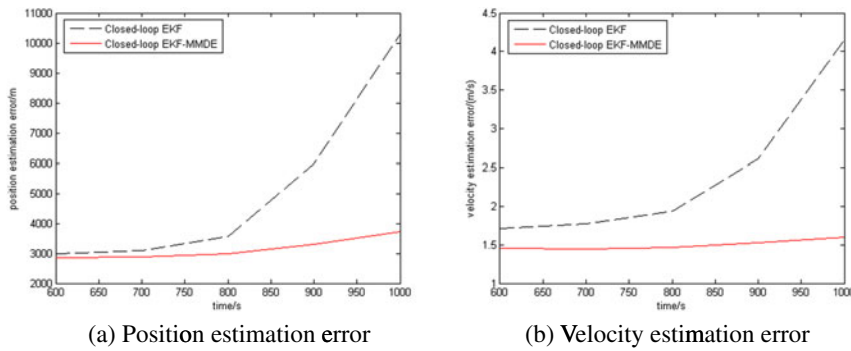 11000
10000
9000
8000
7000
6000
5000
4000
3000
2000
position estimation error/m
Closed-loop EKF
Closed-loop EKF-MMDE
600 650 700 750 800 850 900 950 1000
time/s
(a) Position estimation error
4.5
4
3.5
3
2.5
2
1.5
1
velocity estimation error/(m/s)
Closed-loop EKF
Closed-loop EKF-MMDE
600 650 700 750 800 850 900 950 1000
time/s
(b) Velocity estimation error